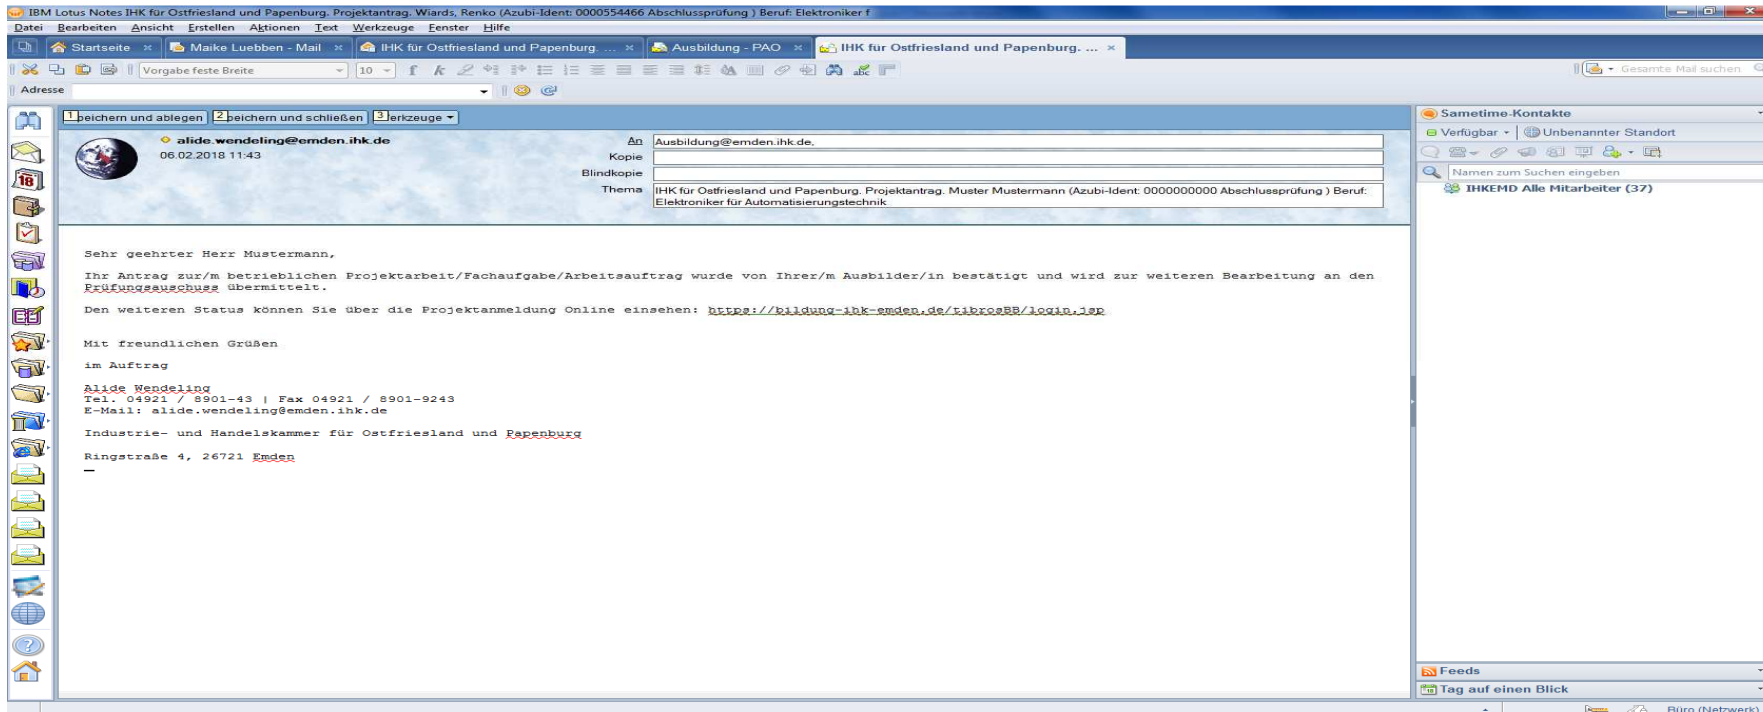 IBM Lotus Notes IHK für Ostfriesland und Papenburg. Projektantrag. Wiards, Renko (Azubi-Ident: 0000554466 Abschlussprüfung ) Beruf: Elektroniker f
Datei Bearbeiten Ansicht Erstellen Aktionen Text Werkzeuge Fenster Hilfe
Startseite Maike Luebben - Mail IHK für Ostfriesland und Papenburg. ... Ausbildung - PAO IHK für Ostfriesland und Papenburg. ...
Vorgabe feste Breite 10 f k abc Gesamte Mail suchen
Adresse
1 peichern und ablegen 2 peichern und schließen 3 erkzeuge
Sametime-Kontakte
Verfügbar Unbenannter Standort
Namen zum Suchen eingeben
IHKEMD Alle Mitarbeiter (37)
alide.wendeling@emden.ihk.de
06.02.2018 11:43
An Ausbildung@emden.ihk.de,
Kopie
Blindkopie
Thema IHK für Ostfriesland und Papenburg. Projektantrag. Muster Mustermann (Azubi-Ident: 0000000000 Abschlussprüfung ) Beruf:
Elektroniker für Automatisierungstechnik
18
Sehr geehrter Herr Mustermann,
Ihr Antrag zur/m betrieblichen Projektarbeit/Fachaufgabe/Arbeitsauftrag wurde von Ihrer/m Ausbilder/in bestätigt und wird zur weiteren Bearbeitung an den
Prüfungsauschuss übermittelt.
Den weiteren Status können Sie über die Projektanmeldung Online einsehen: https://bildung-ihk-emden.de/tibrosBB/login.jsp
Mit freundlichen Grüßen
im Auftrag
Alide Wendeling
Tel. 04921 / 8901-43 | Fax 04921 / 8901-9243
E-Mail: alide.wendeling@emden.ihk.de
Industrie- und Handelskammer für Ostfriesland und Papenburg
Ringstraße 4, 26721 Emden
Feeds
Tag auf einen Blick
Büro (Netzwerk)